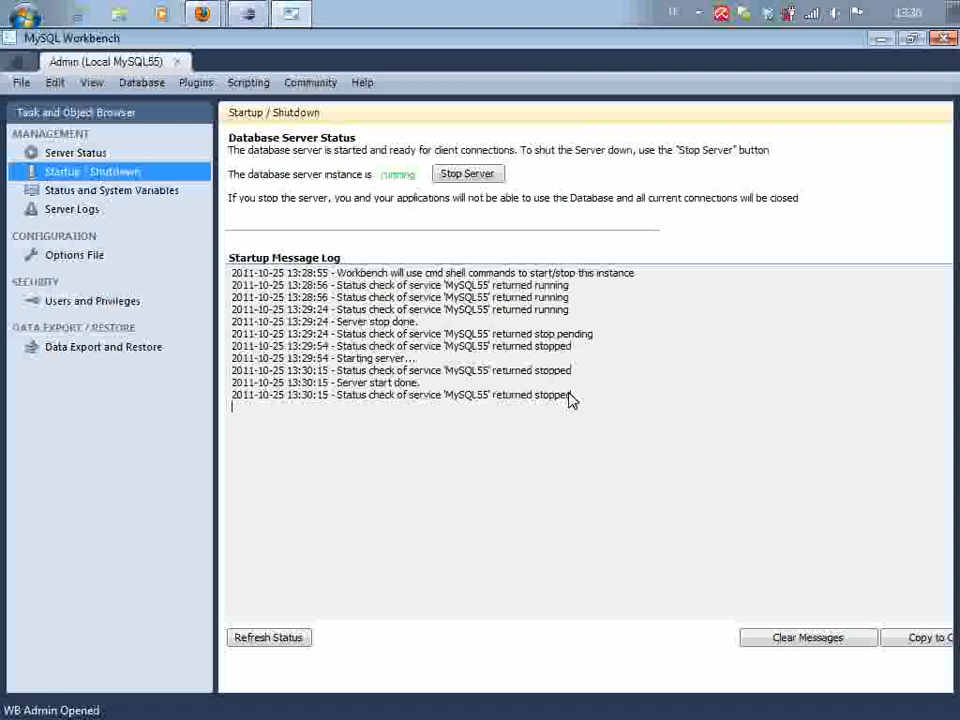 13:30
MySQL Workbench
Admin (Local MySQL55)
File Edit View Database Plugins Scripting Community Help
Task and Object Browser
MANAGEMENT
Server Status
Startup / Shutdown
Status and System Variables
Server Logs
CONFIGURATION
Options File
SECURITY
Users and Privileges
DATA EXPORT / RESTORE
Data Export and Restore
Startup / Shutdown
Database Server Status
The database server is started and ready for client connections. To shut the Server down, use the "Stop Server" button
The database server instance is running Stop Server
If you stop the server, you and your applications will not be able to use the Database and all current connections will be closed
Startup Message Log
2011-10-25 13:28:55 - Workbench will use cmd shell commands to start/stop this instance
2011-10-25 13:28:56 - Status check of service 'MySQL55' returned running
2011-10-25 13:28:56 - Status check of service 'MySQL55' returned running
2011-10-25 13:29:24 - Status check of service 'MySQL55' returned running
2011-10-25 13:29:24 - Server stop done.
2011-10-25 13:29:24 - Status check of service 'MySQL55' returned stop pending
2011-10-25 13:29:54 - Status check of service 'MySQL55' returned stopped
2011-10-25 13:29:54 - Starting server...
2011-10-25 13:30:15 - Status check of service 'MySQL55' returned stopped
2011-10-25 13:30:15 - Server start done.
2011-10-25 13:30:15 - Status check of service 'MySQL55' returned stopped
Refresh Status Clear Messages Copy to C
WB Admin Opened